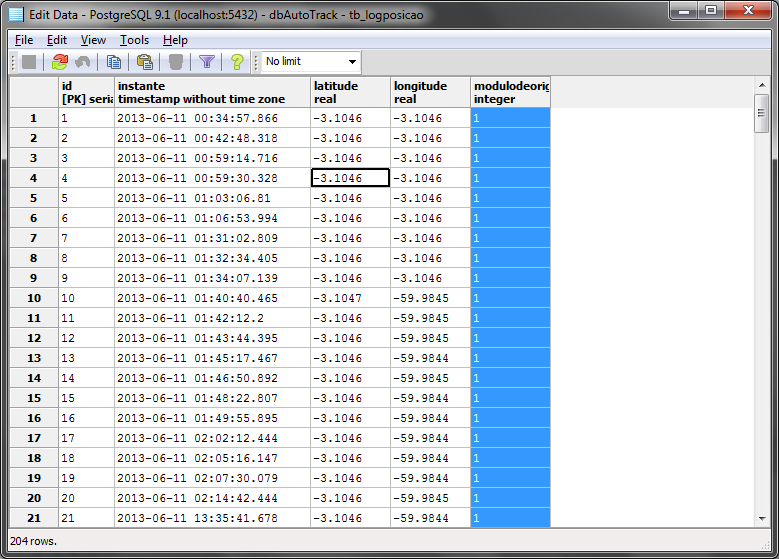 Edit Data - PostgreSQL 9.1 (localhost:5432) - dbAutoTrack - tb_logposicao
File Edit View Tools Help
No limit
id instante latitude longitude modulodeorig
[PK] seria timestamp without time zone real real integer
1 1 2013-06-11 00:34:57.866 -3.1046 -3.1046 1
2 2 2013-06-11 00:42:48.318 -3.1046 -3.1046 1
3 3 2013-06-11 00:59:14.716 -3.1046 -3.1046 1
4 4 2013-06-11 00:59:30.328 -3.1046 -3.1046 1
5 5 2013-06-11 01:03:06.81 -3.1046 -3.1046 1
6 6 2013-06-11 01:06:53.994 -3.1046 -3.1046 1
7 7 2013-06-11 01:31:02.809 -3.1046 -3.1046 1
8 8 2013-06-11 01:32:34.405 -3.1046 -3.1046 1
9 9 2013-06-11 01:34:07.139 -3.1046 -3.1046 1
10 10 2013-06-11 01:40:40.465 -3.1047 -59.9845 1
11 11 2013-06-11 01:42:12.2 -3.1046 -59.9845 1
12 12 2013-06-11 01:43:44.395 -3.1046 -59.9845 1
13 13 2013-06-11 01:45:17.467 -3.1046 -59.9844 1
14 14 2013-06-11 01:46:50.892 -3.1046 -59.9845 1
15 15 2013-06-11 01:48:22.807 -3.1046 -59.9844 1
16 16 2013-06-11 01:49:55.895 -3.1046 -59.9844 1
17 17 2013-06-11 02:02:12.444 -3.1046 -59.9844 1
18 18 2013-06-11 02:05:16.147 -3.1046 -59.9844 1
19 19 2013-06-11 02:07:30.079 -3.1046 -59.9844 1
20 20 2013-06-11 02:14:42.444 -3.1046 -59.9845 1
21 21 2013-06-11 13:35:41.678 -3.1046 -59.9844 1
204 rows.